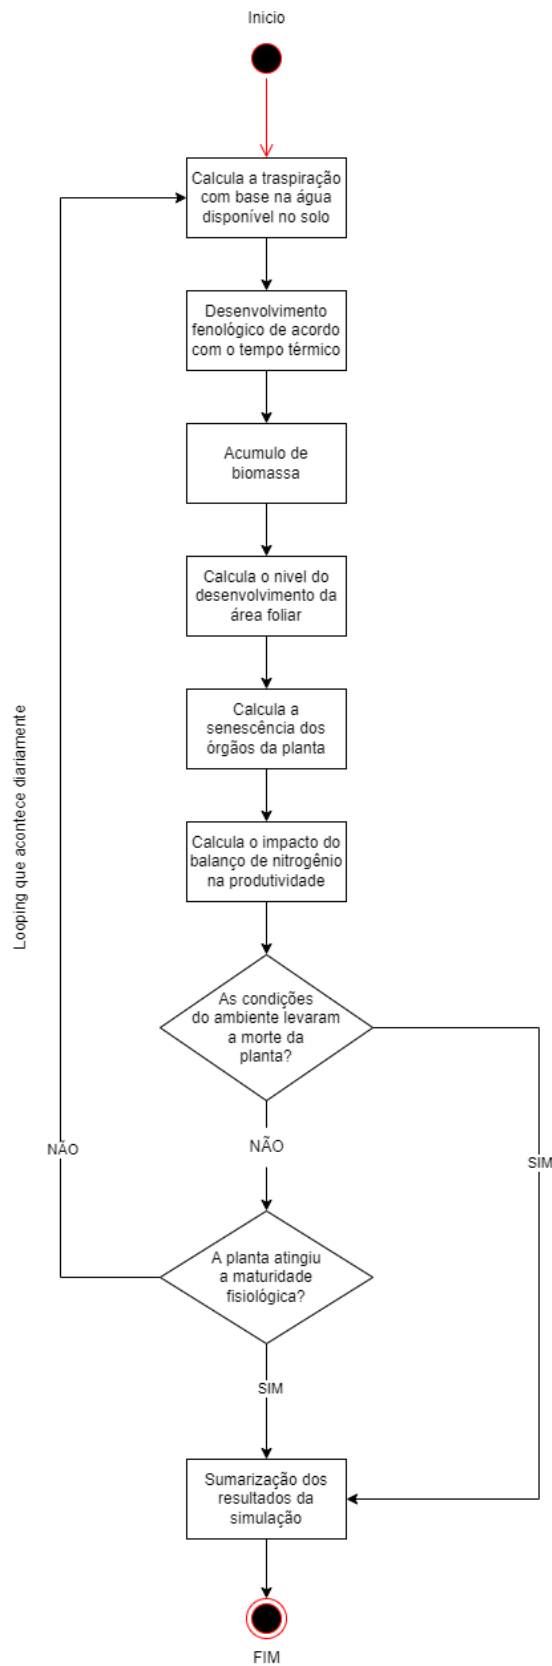 Inicio
Calcula a traspiração
com base na água
disponível no solo
Desenvolvimento
fenológico de acordo
com o tempo térmico
Acumulo de
biomassa
Calcula o nivel do
desenvolvimento da
área foliar
Calcula a
senescência dos
órgãos da planta
Looping que acontece diariamente
Calcula o impacto do
balanço de nitrogênio
na produtividade
As condições
do ambiente levaram
a morte da
planta?
NÃO
NÃO
SIM
A planta atingiu
a maturidade
fisiológica?
SIM
Sumarização dos
resultados da
simulação
FIM